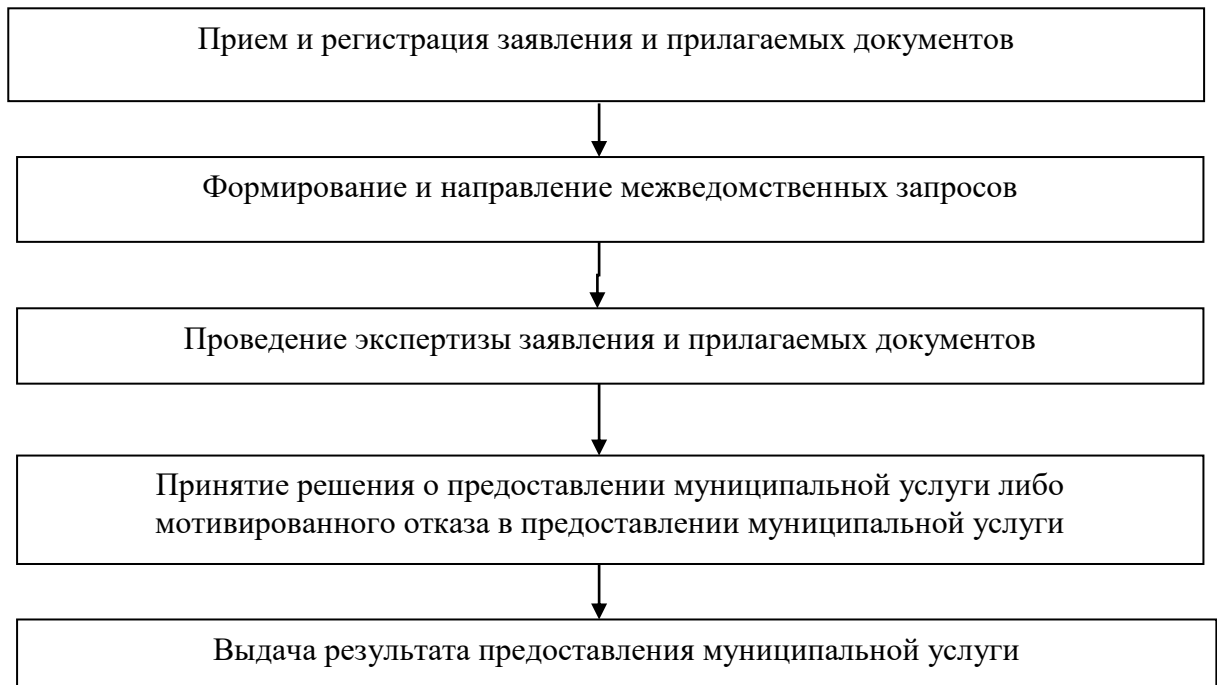 Прием и регистрация заявления и прилагаемых документов
Формирование и направление межведомственных запросов
Проведение экспертизы заявления и прилагаемых документов
Принятие решения о предоставлении муниципальной услуги либо
мотивированного отказа в предоставлении муниципальной услуги
Выдача результата предоставления муниципальной услуги